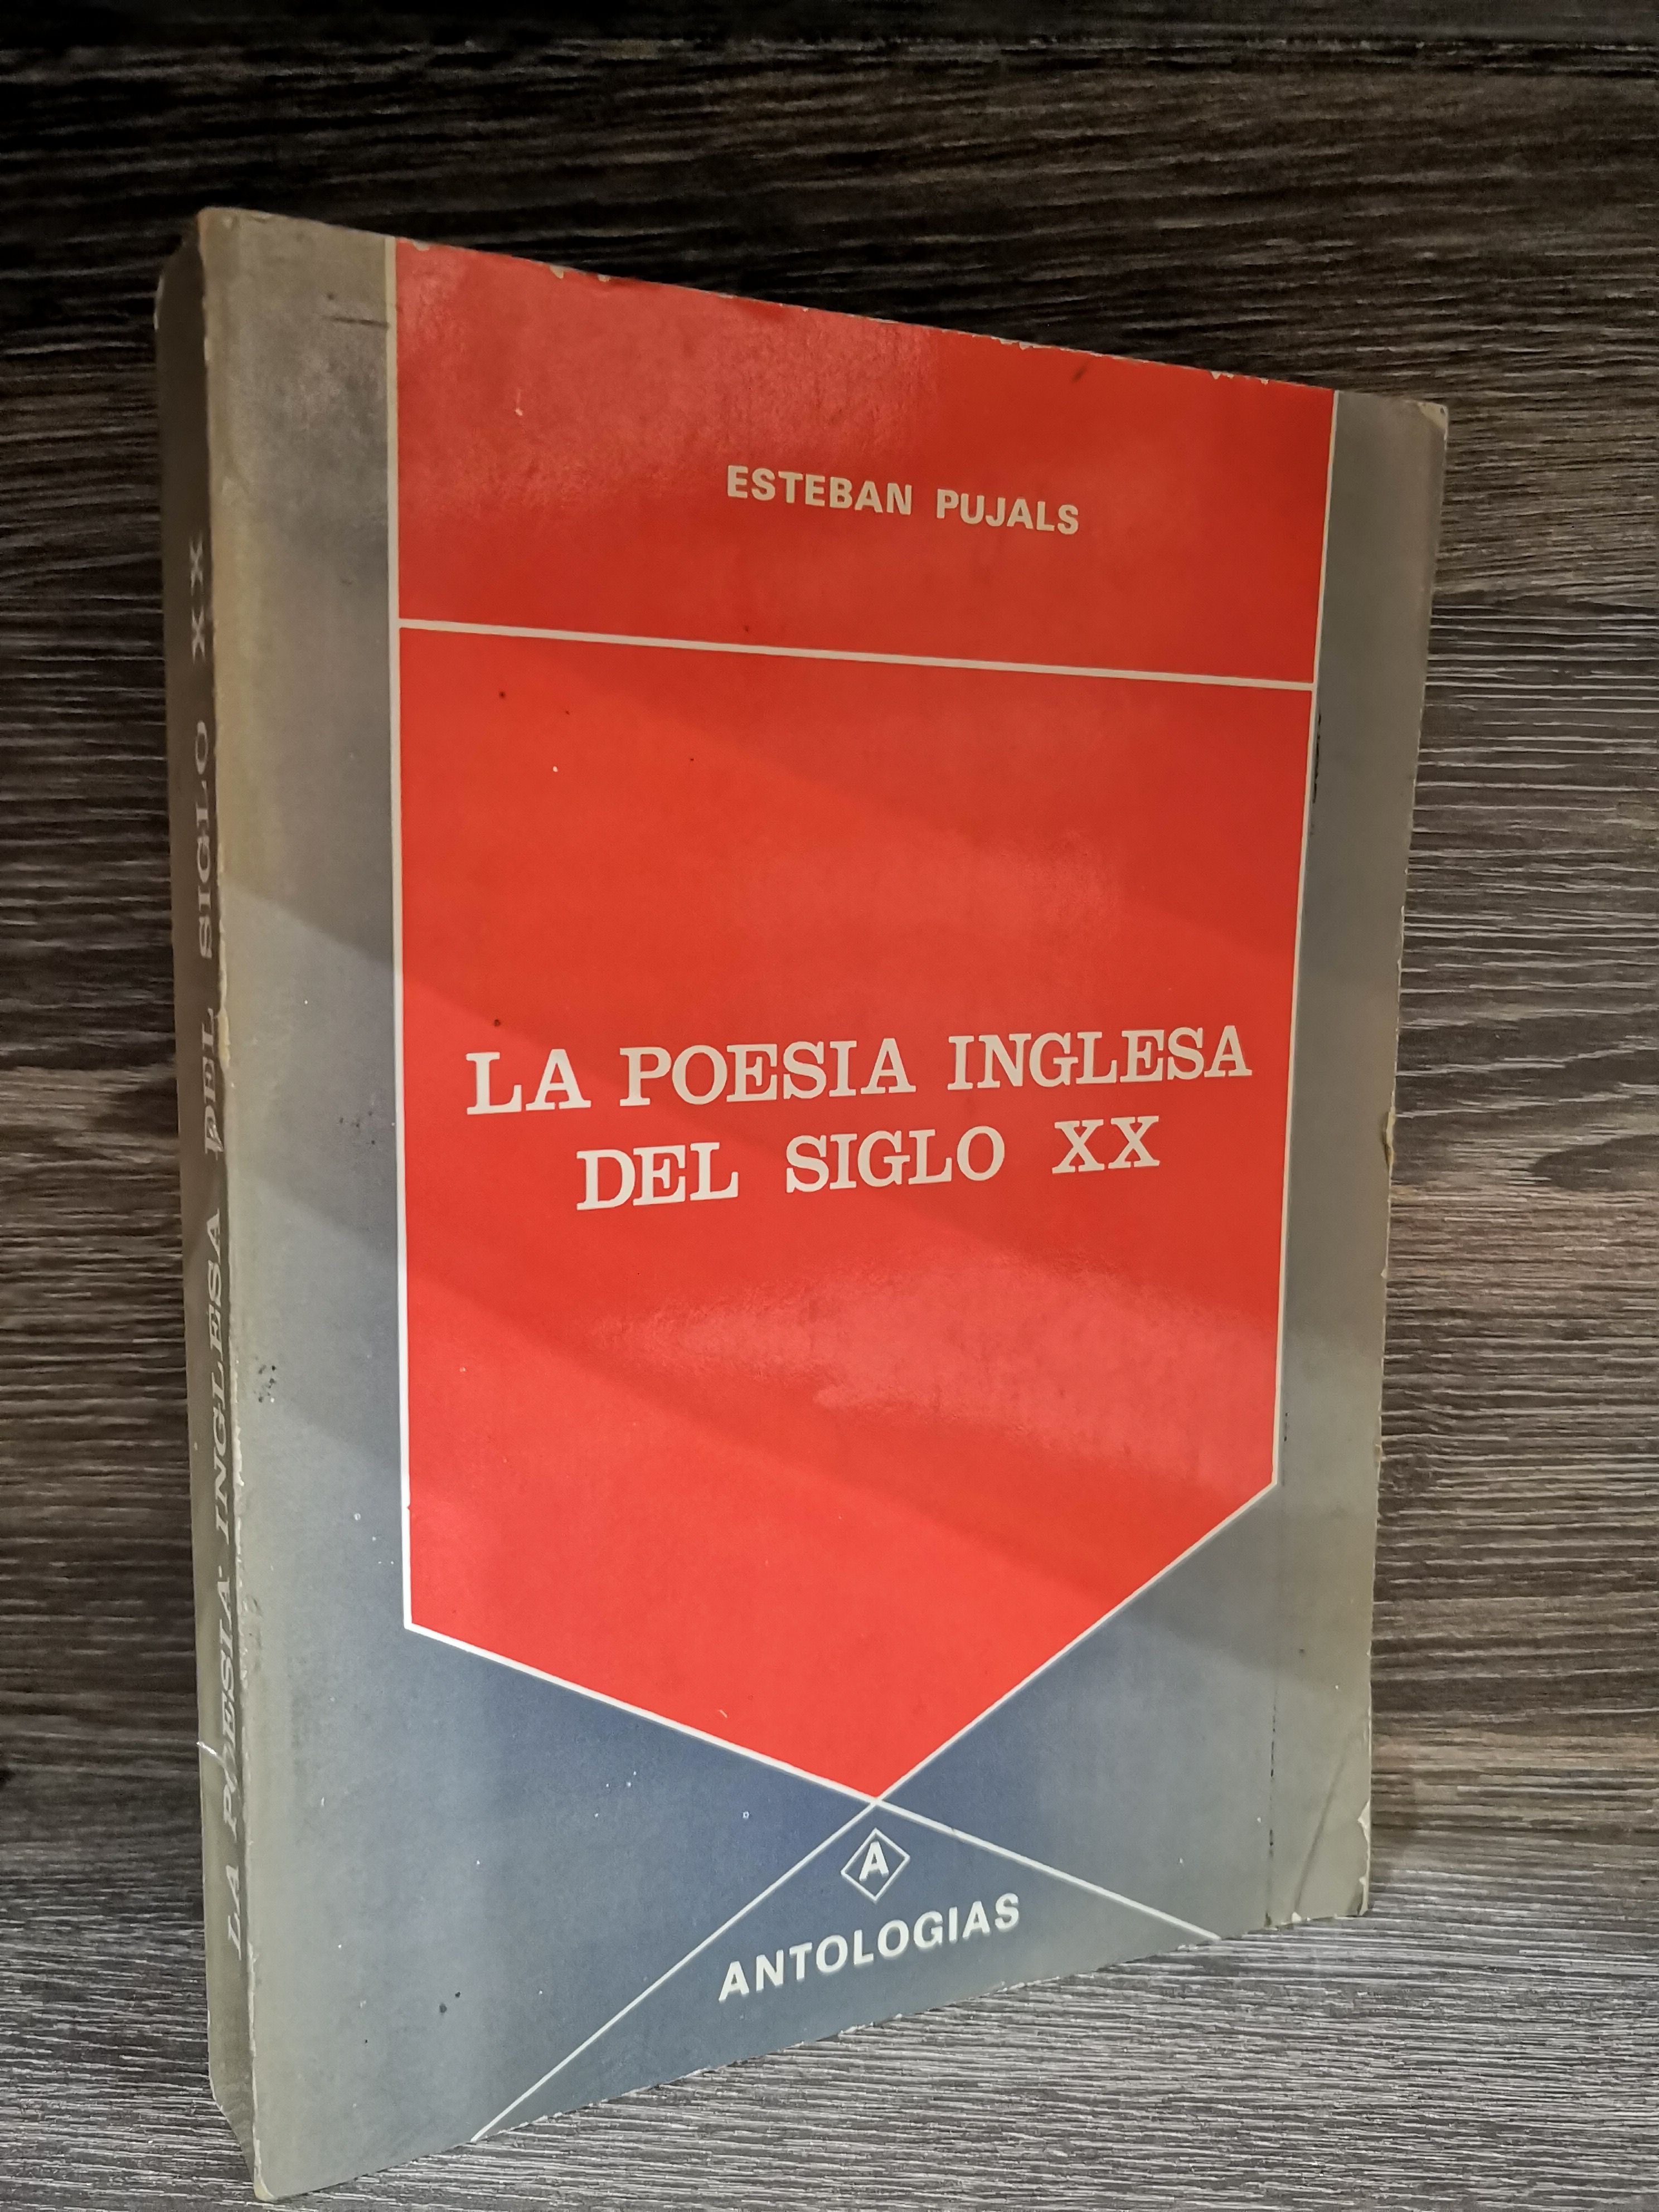 ESTEBAN PUJALS
LA POESIA INGLESA
DEL SIGLO XX
A
ANTOLOGIAS
LA POESIA INGLESA DEL SIGLO XX